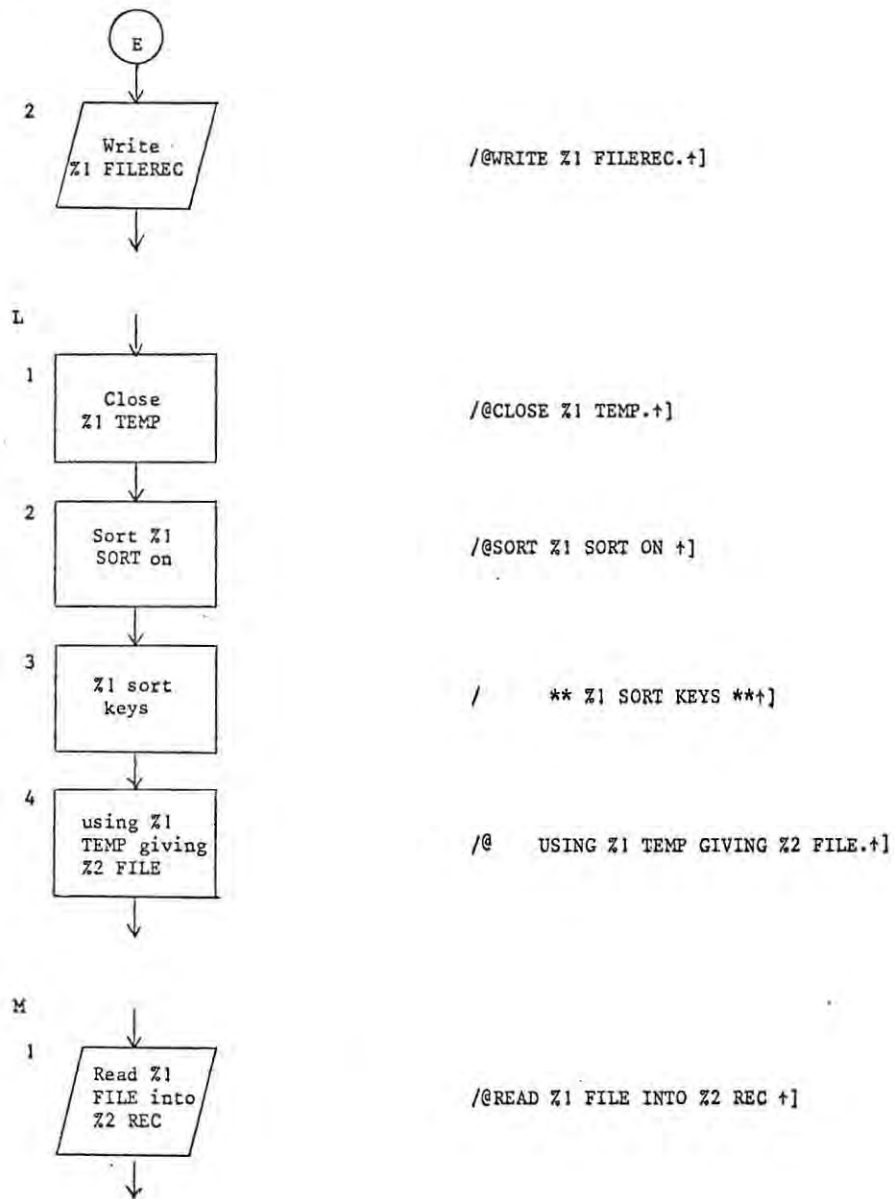 E
2
Write
%1 FILEREC
/@WRITE %1 FILEREC.↑]
L
1
Close
%1 TEMP
/@CLOSE %1 TEMP.↑]
2
Sort %1
SORT on
/@SORT %1 SORT ON ↑]
3
%1 sort
keys
/ ** %1 SORT KEYS **↑]
4
using %1
TEMP giving
%2 FILE
/@ USING %1 TEMP GIVING %2 FILE.↑]
M
1
Read %1
FILE into
%2 REC
/@READ %1 FILE INTO %2 REC ↑]